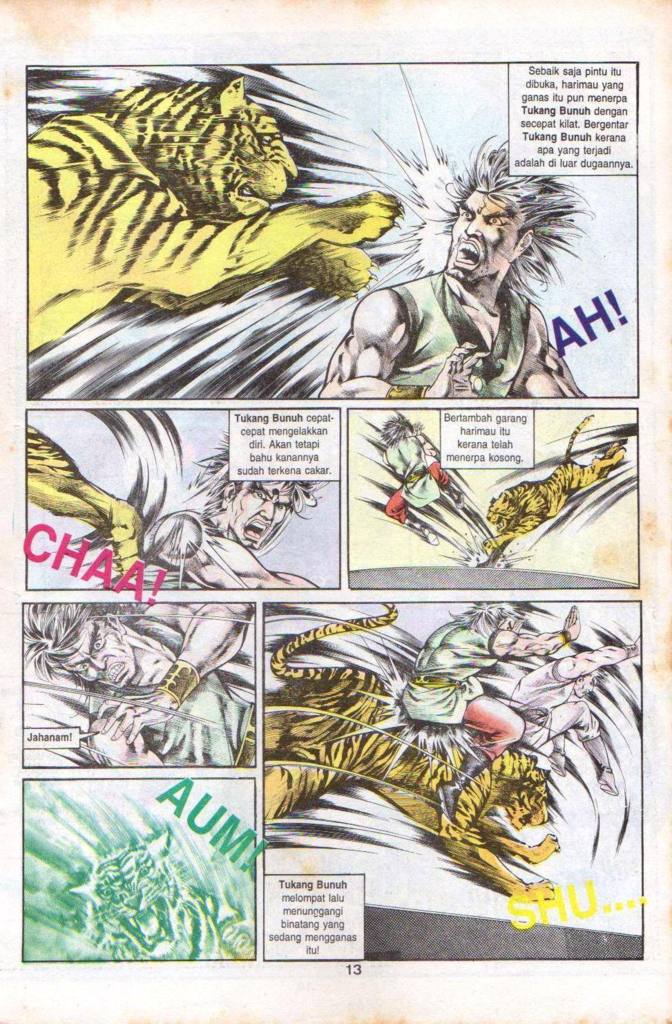 Sebaik saja pintu itu
dibuka, harimau yang
ganas itu pun menerpa
Tukang Bunuh dengan
secepat kilat. Bergentar
Tukang Bunuh kerana
apa yang terjadi
adalah di luar dugaannya.
AH!
Tukang Bunuh cepat-
cepat mengelakkan
diri. Akan tetapi
bahu kanannya
sudah terkena cakar.
CHAA!
Bertambah garang
harimau itu
kerana telah
menerpa kosong.
Jahanam!
AUM!
Tukang Bunuh
melompat lalu
menunggangi
binatang yang
sedang mengganas
itu!
SHU....
13